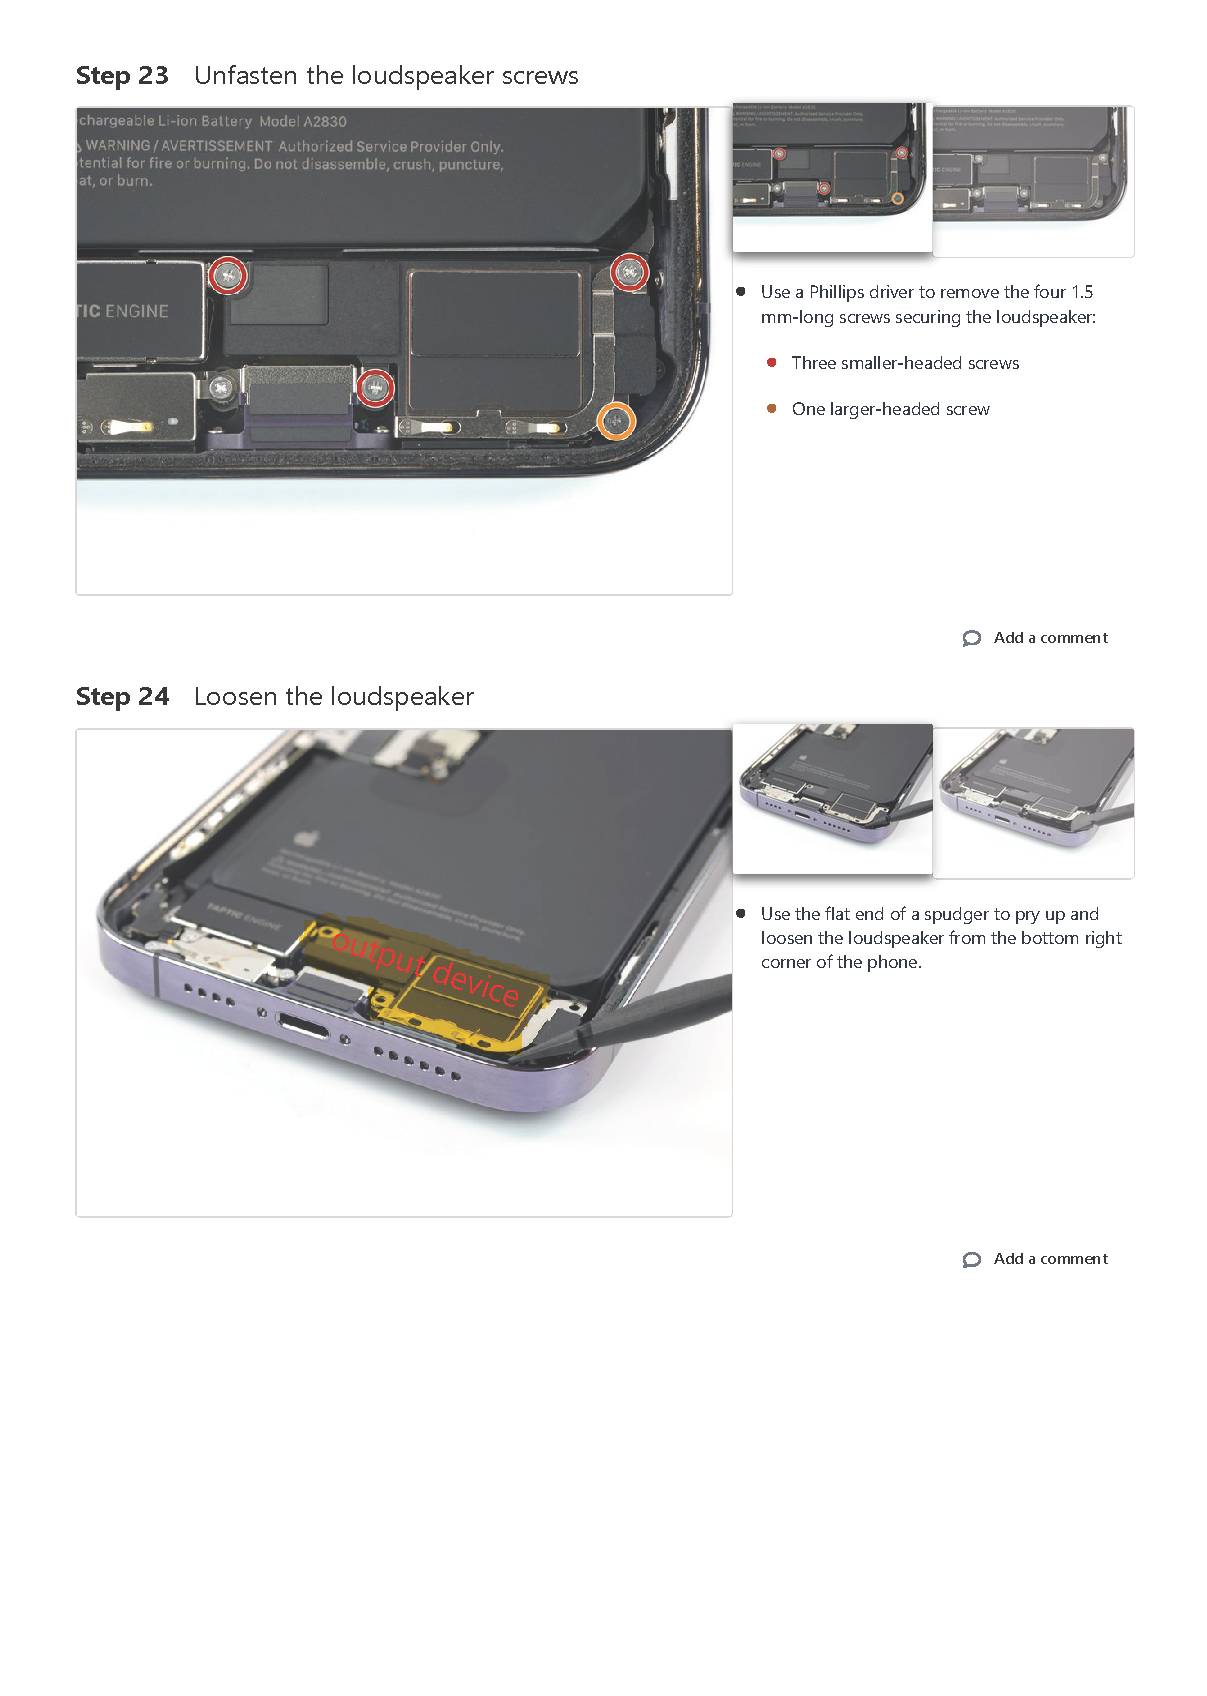 Step 23 Unfasten the loudspeaker screws
chargeable Li-ion Battery Model A2830
WARNING / AVERTISSEMENT Authorized Service Provider Only.
tential for fire or burning. Do not disassemble, crush, puncture,
at, or burn.
TIC ENGINE
Use a Phillips driver to remove the four 1.5
mm-long screws securing the loudspeaker:
Three smaller-headed screws
One larger-headed screw
Add a comment
Step 24 Loosen the loudspeaker
TAPTIC ENGINE
output device
Use the flat end of a spudger to pry up and
loosen the loudspeaker from the bottom right
corner of the phone.
Add a comment